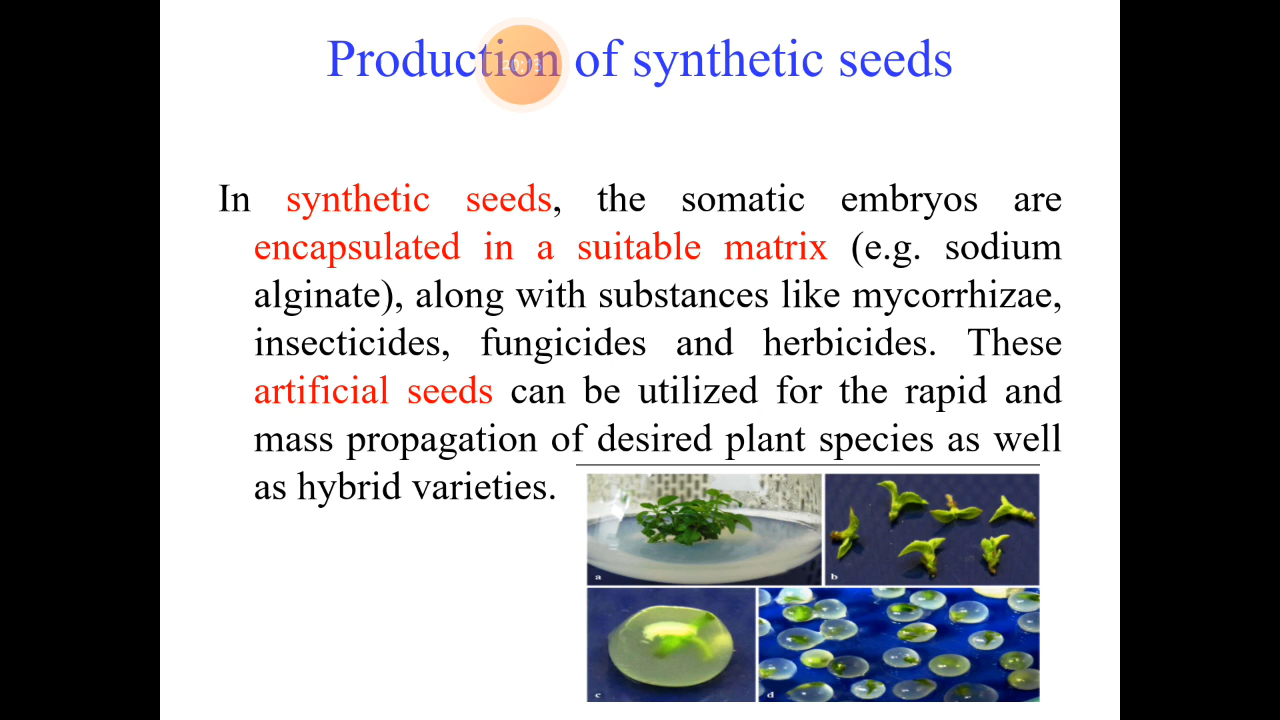 Production of synthetic seeds
In synthetic seeds, the somatic embryos are
encapsulated in a suitable matrix (e.g. sodium
alginate), along with substances like mycorrhizae,
insecticides, fungicides and herbicides. These
artificial seeds can be utilized for the rapid and
mass propagation of desired plant species as well
as hybrid varieties.
a
b
c
d